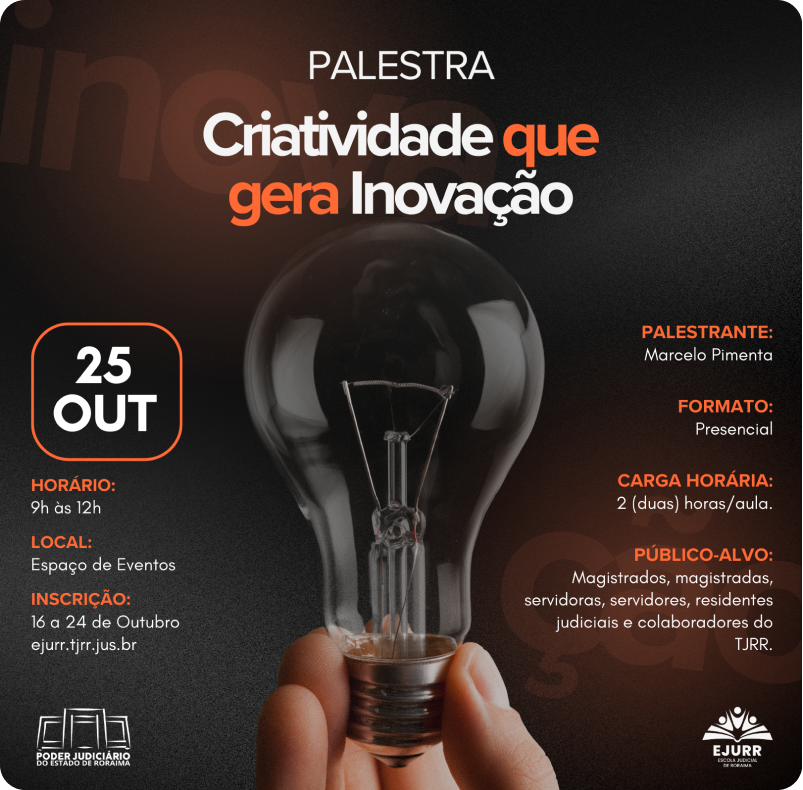 inova
PALESTRA
Criatividade que
gera Inovação
25
OUT
HORÁRIO:
9h às 12h
LOCAL:
Espaço de Eventos
INSCRIÇÃO:
16 a 24 de Outubro
ejurr.tjrr.jus.br
PALESTRANTE:
Marcelo Pimenta
FORMATO:
Presencial
CARGA HORÁRIA:
2 (duas) horas/aula.
PÚBLICO-ALVO:
Magistrados, magistradas,
servidoras, servidores, residentes
judiciais e colaboradores do
TJRR.
ção
PODER JUDICIÁRIO
DO ESTADO DE RORAIMA
EJURR
ESCOLA JUDICIAL
DE RORAIMA